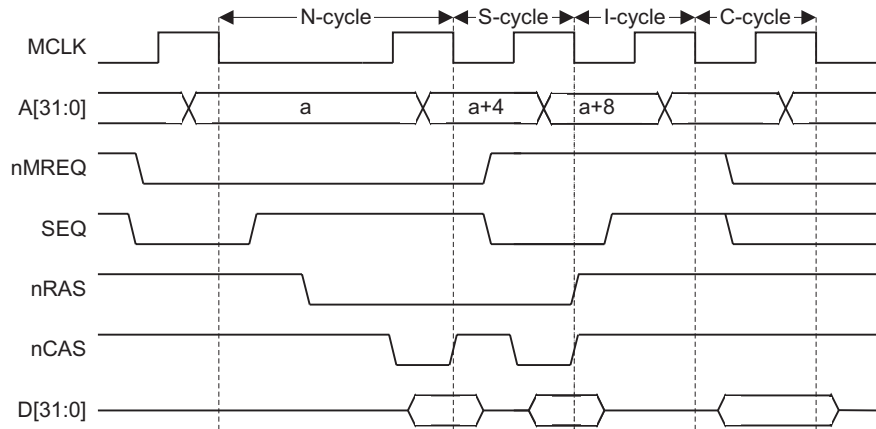 N-cycle S-cycle I-cycle C-cycle
MCLK
A[31:0] a a+4 a+8
nMREQ
SEQ
nRAS
nCAS
D[31:0]